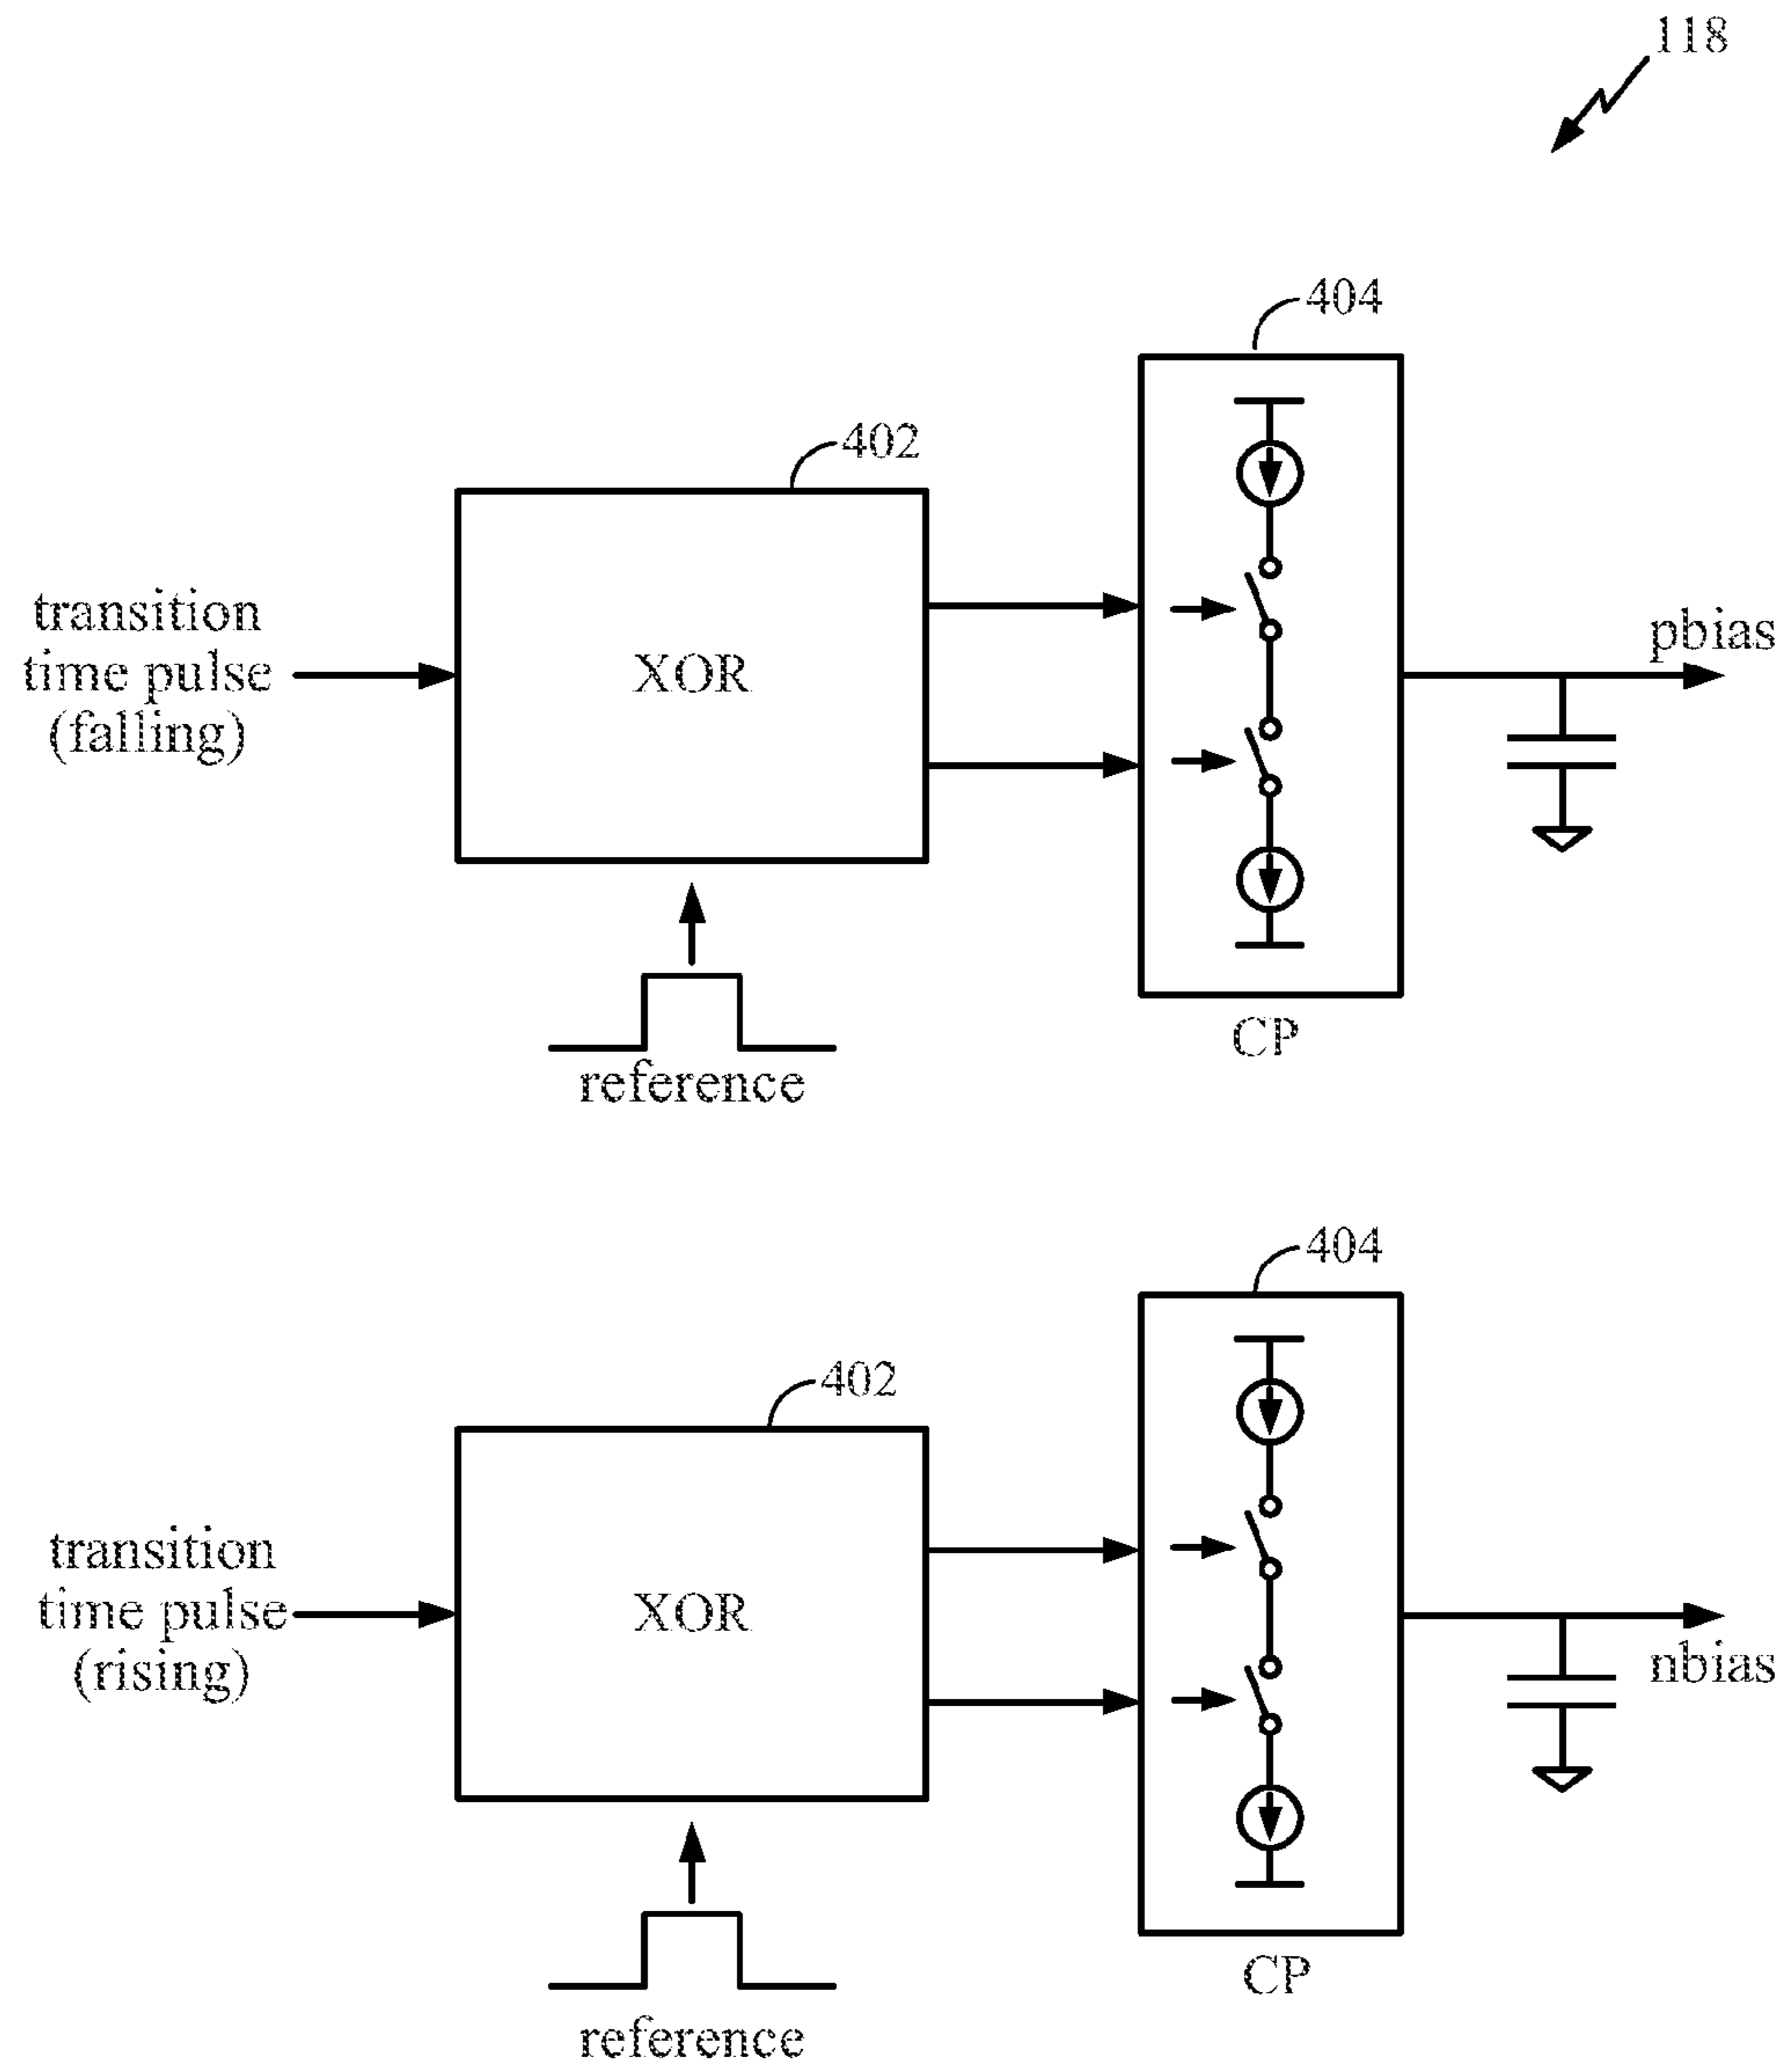 118
404
402
transition
time pulse
(falling)
XOR
pbias
CP
reference
404
402
transition
time pulse
(rising)
XOR
nbias
CP
reference